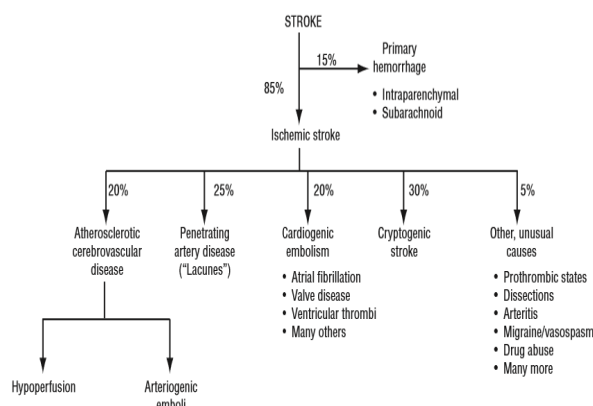 STROKE
15%
Primary
hemorrhage
• Intraparenchymal
• Subarachnoid
85%
Ischemic stroke
20%
25%
20%
30%
5%
Atherosclerotic
cerebrovascular
disease
Penetrating
artery disease
(“Lacunes”)
Cardiogenic
embolism
• Atrial fibrillation
• Valve disease
• Ventricular thrombi
• Many others
Cryptogenic
stroke
Other, unusual
causes
• Prothrombic states
• Dissections
• Arteritis
• Migraine/vasospasm
• Drug abuse
• Many more
Hypoperfusion
Arteriogenic
emboli